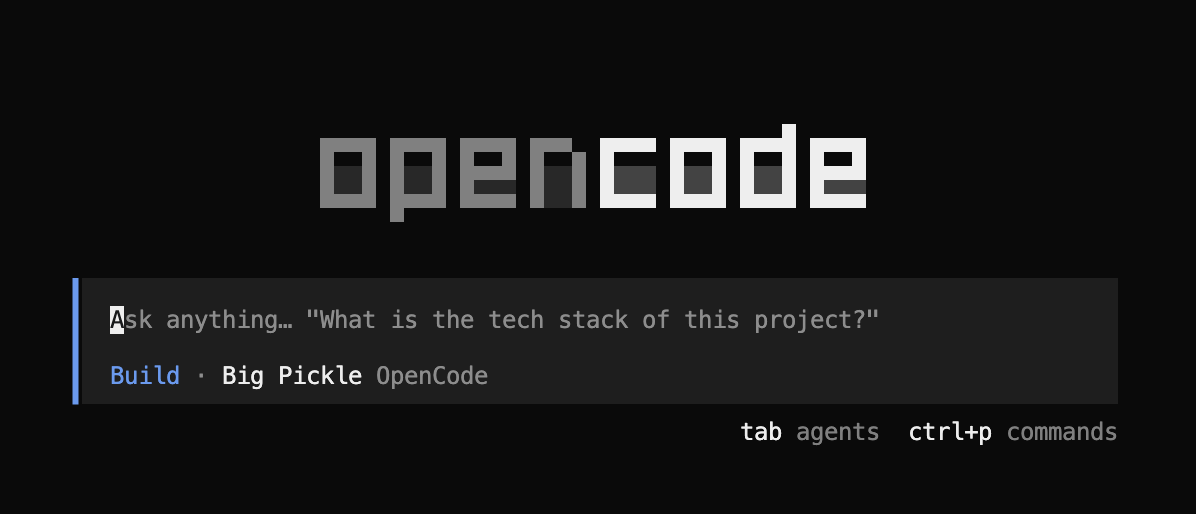 opencode
Ask anything… "What is the tech stack of this project?"
Build · Big Pickle OpenCode
tab agents ctrl+p commands